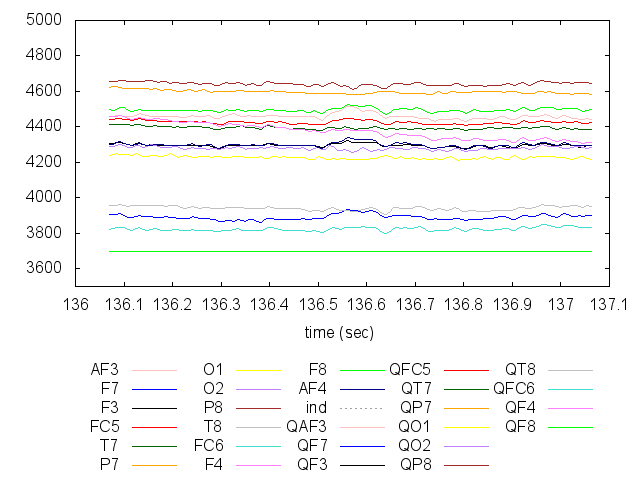 5000
4800
4600
4400
4200
4000
3800
3600
136 136.1 136.2 136.3 136.4 136.5 136.6 136.7 136.8 136.9 137 137.1
time (sec)
AF3 O1 F8 QFC5 QT8
F7 O2 AF4 QT7 QFC6
F3 P8 ind QP7 QF4
FC5 T8 QAF3 QO1 QF8
T7 FC6 QF7 QO2
P7 F4 QF3 QP8